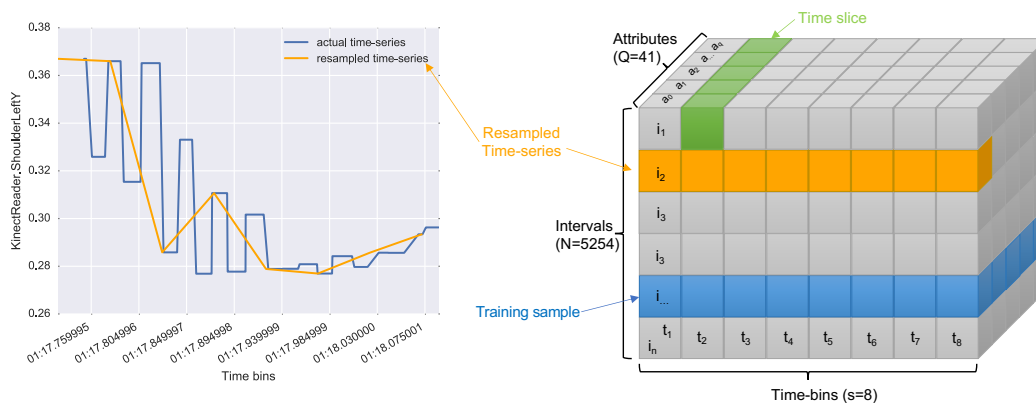 0.38
0.36
0.34
0.32
0.30
0.28
0.26
KinectReader.ShoulderLeftY
actual time-series
resampled time-series
01:17.759995
01:17.804996
01:17.849997
01:17.894998
01:17.939999
01:17.984999
01:18.030000
01:18.075001
Time bins
Resampled
Time-series
Training sample
Time slice
Attributes
(Q=41)
a0 a1 a2 a... aq
Intervals
(N=5254)
i1
i2
i3
i3
i...
in
t1 t2 t3 t4 t5 t6 t7 t8
Time-bins (s=8)